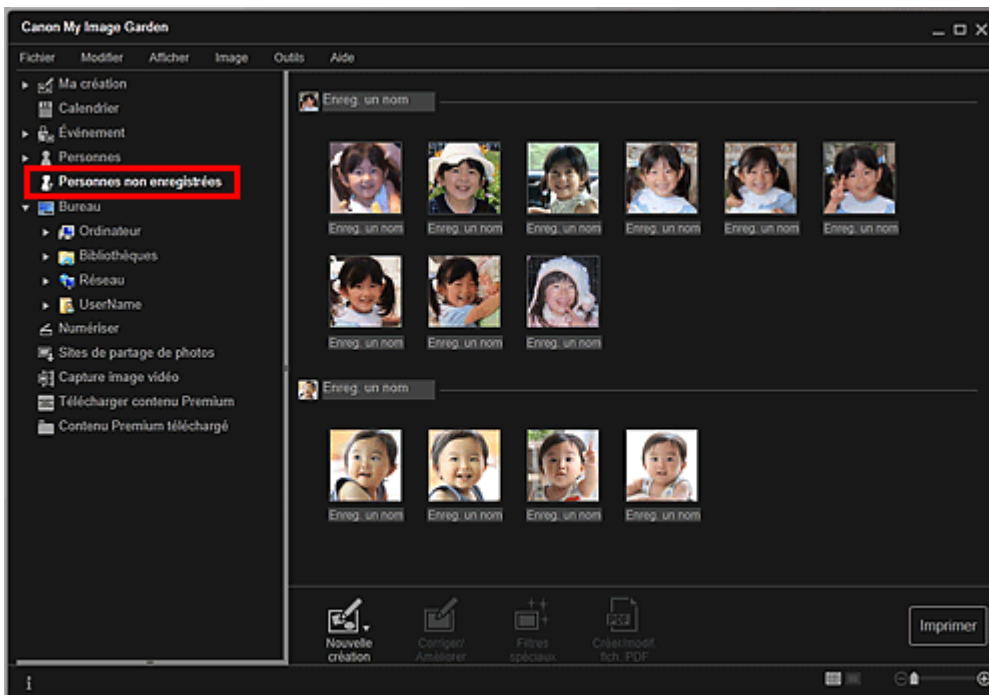 Canon My Image Garden
Fichier Modifier Afficher Image Outils Aide
Ma création
Calendrier
Événement
Personnes
Personnes non enregistrées
Bureau
Ordinateur
Bibliothèques
Réseau
UserName
Numériser
Sites de partage de photos
Capture image vidéo
Télécharger contenu Premium
Contenu Premium téléchargé
Enreg. un nom
Enreg. un nom Enreg. un nom Enreg. un nom Enreg. un nom Enreg. un nom Enreg. un nom
Enreg. un nom Enreg. un nom Enreg. un nom
Enreg. un nom
Enreg. un nom Enreg. un nom Enreg. un nom Enreg. un nom
Nouvelle
création
Corriger/
Améliorer
Filtres
spéciaux
PDF
Créer/modif.
fich. PDF
Imprimer